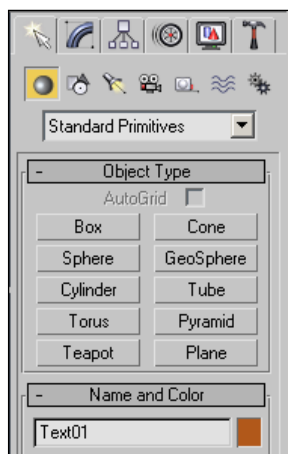 Standard Primitives
- Object Type
AutoGrid
Box Cone
Sphere GeoSphere
Cylinder Tube
Torus Pyramid
Teapot Plane
- Name and Color
Text01